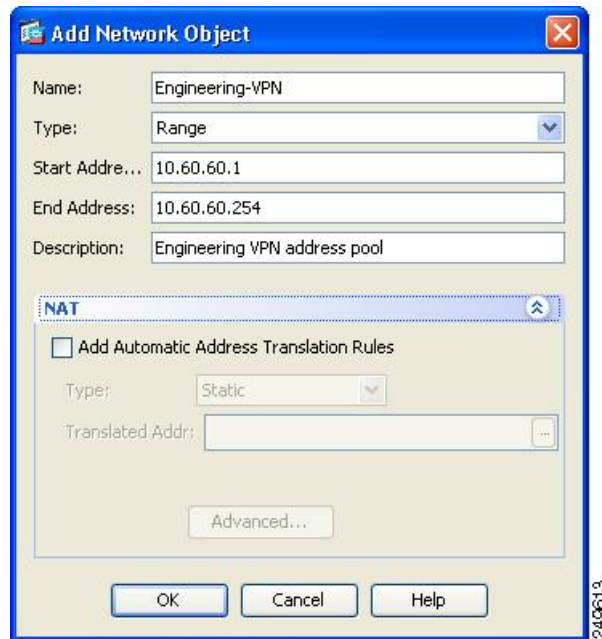 Add Network Object
Name: Engineering-VPN
Type: Range
Start Addre... 10.60.60.1
End Address: 10.60.60.254
Description: Engineering VPN address pool
NAT
Add Automatic Address Translation Rules
Type: Static
Translated Addr: ...
Advanced...
OK Cancel Help
249613